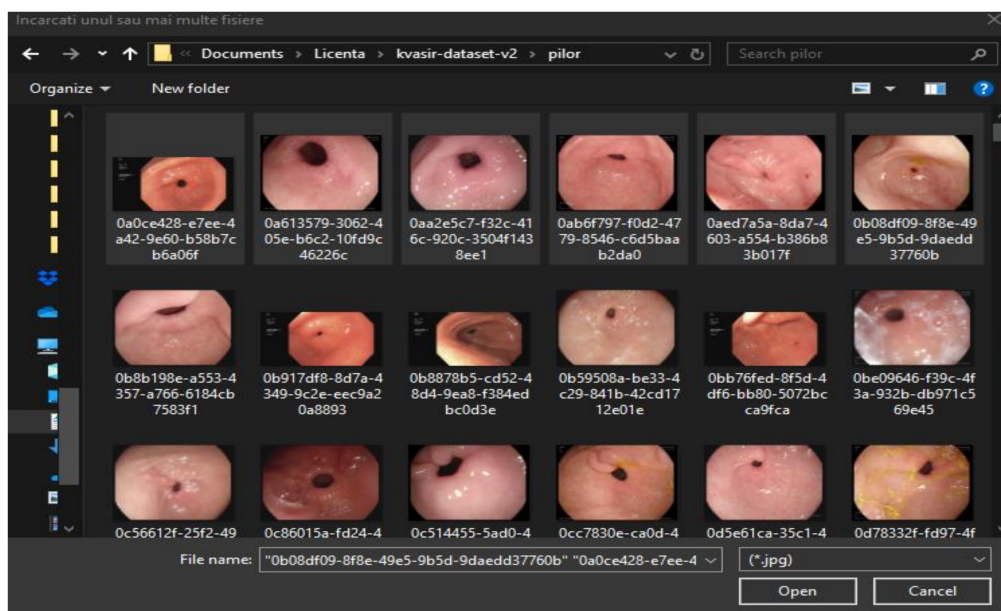 Incarcati unul sau mai multe fisiere
« Documents › Licenta › kvasir-dataset-v2 › pilor
Search pilor
Organize
New folder
0a0ce428-e7ee-4
a42-9e60-b58b7c
b6a06f
0a613579-3062-4
05e-b6c2-10fd9c
46226c
0aa2e5c7-f32c-41
6c-920c-3504f143
8ee1
0ab6f797-f0d2-47
79-8546-c6d5baa
b2da0
0aed7a5a-8da7-4
603-a554-b386b8
3b017f
0b08df09-8f8e-49
e5-9b5d-9daedd
37760b
0b8b198e-a553-4
357-a766-6184cb
7583f1
0b917df8-8d7a-4
349-9c2e-eec9a2
0a8893
0b8878b5-cd52-4
8d4-9ea8-f384ed
bc0d3e
0b59508a-be33-4
c29-841b-42cd17
12e01e
0bb76fed-8f5d-4
df6-bb80-5072bc
ca9fca
0be09646-f39c-4f
3a-932b-db971c5
69e45
0c56612f-25f2-49
0c86015a-fd24-4
0c514455-5ad0-4
0cc7830e-ca0d-4
0d5e61ca-35c1-4
0d78332f-fd97-4f
File name:
"0b08df09-8f8e-49e5-9b5d-9daedd37760b" "0a0ce428-e7ee-4
(*.jpg)
Open
Cancel